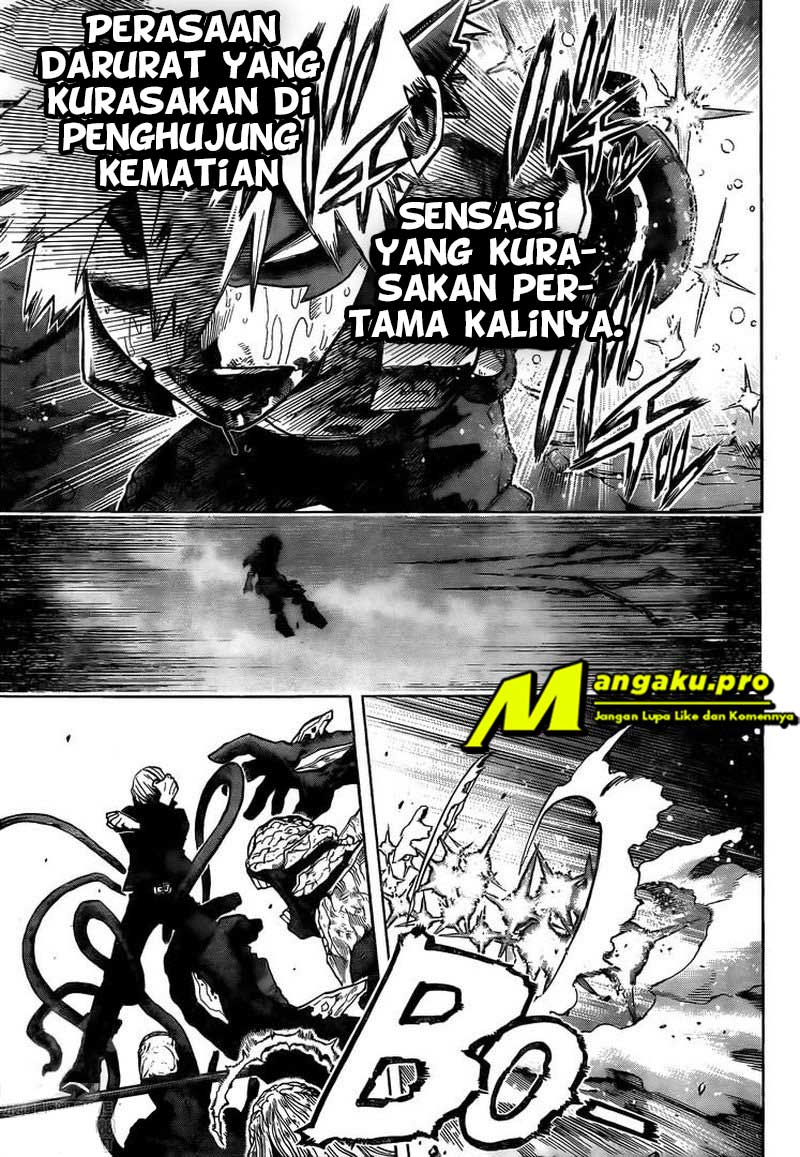 PERASAAN
DARURAT YANG
KURASAKAN DI
PENGHUJUNG
KEMATIAN
SENSASI
YANG KURA-
SAKAN PER-
TAMA KALINYA.
Mangaku.pro
Jangan Lupa Like dan Komennya
BO-